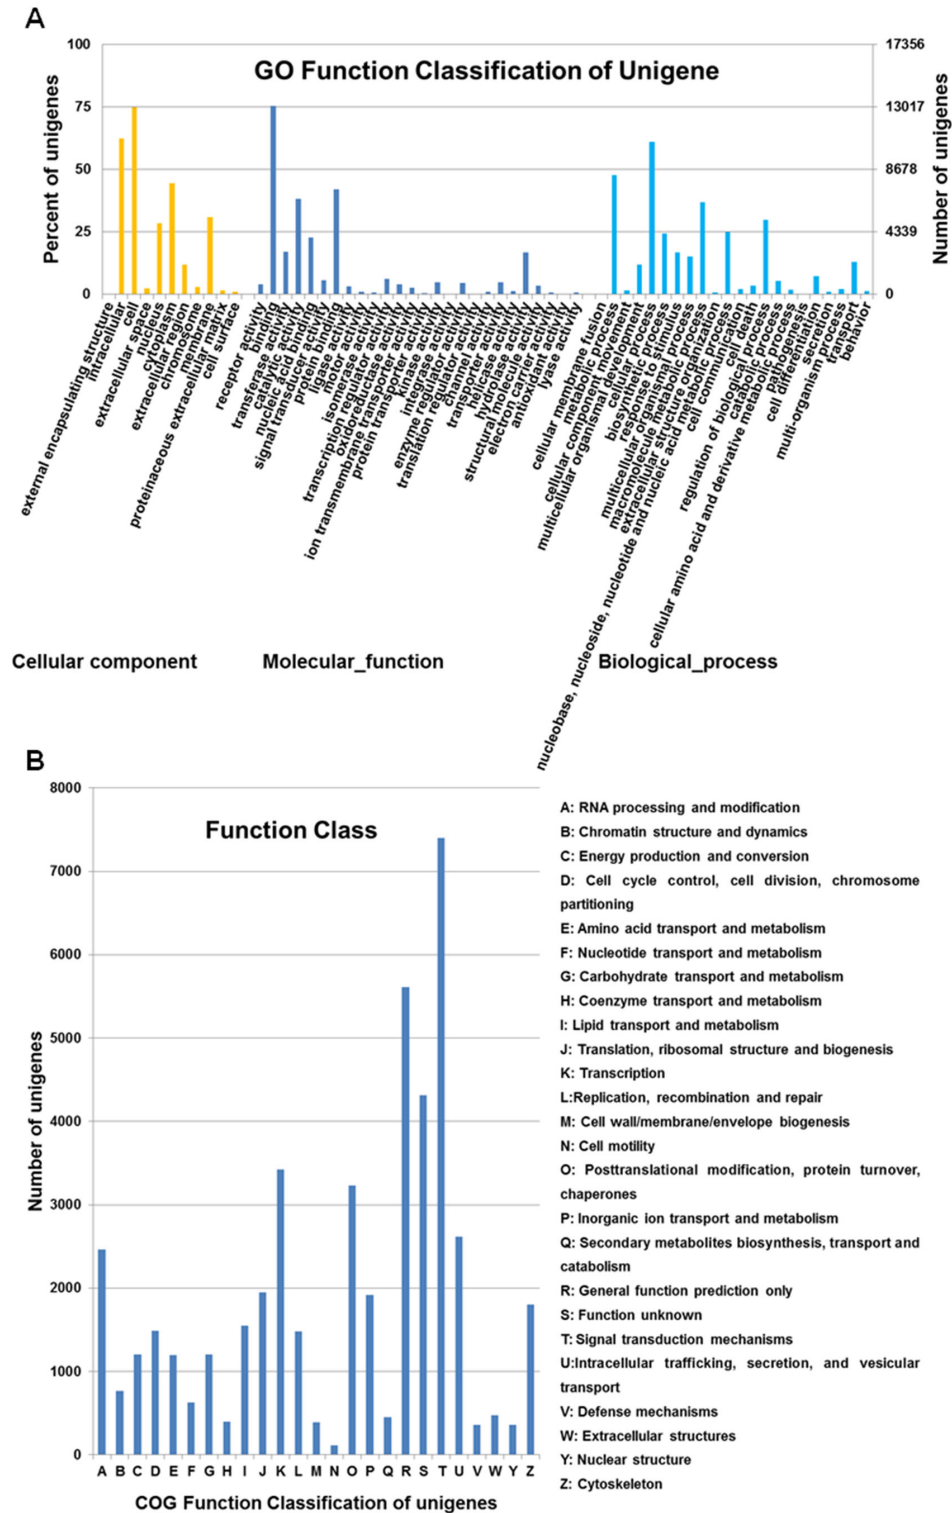 A
GO Function Classification of Unigene
Percent of unigenes
100
75
50
25
0
Number of unigenes
17356
13017
8678
4339
0
external encapsulating structure
intracellular
cell
extracellular space
nucleus
cytoplasm
extracellular region
chromosome
membrane
proteinaceous extracellular matrix
cell surface
receptor activity
binding
transferase activity
catalytic activity
nucleic acid binding
signal transducer activity
protein binding
ligase activity
motor activity
isomerase activity
transcription regulator activity
oxidoreductase activity
ion transmembrane transporter activity
protein transporter activity
kinase activity
integrase activity
enzyme regulator activity
translation regulator activity
channel activity
transporter activity
helicase activity
hydrolase activity
structural molecule activity
electron carrier activity
antioxidant activity
lyase activity
cellular membrane fusion
metabolic process
cellular component movement
multicellular organismal development
cellular process
biosynthetic process
response to stimulus
multicellular organismal process
macromolecule metabolic process
extracellular structure organization
nucleobase, nucleoside, nucleotide and nucleic acid metabolic process
cell communication
cell death
regulation of biological process
catabolic process
cellular amino acid and derivative metabolic process
pathogenesis
cell differentiation
secretion
multi-organism process
transport
behavior
Cellular component
Molecular_function
Biological_process
B
Function Class
Number of unigenes
8000
7000
6000
5000
4000
3000
2000
1000
0
A B C D E F G H I J K L M N O P Q R S T U V W Y Z
COG Function Classification of unigenes
A: RNA processing and modification
B: Chromatin structure and dynamics
C: Energy production and conversion
D: Cell cycle control, cell division, chromosome
partitioning
E: Amino acid transport and metabolism
F: Nucleotide transport and metabolism
G: Carbohydrate transport and metabolism
H: Coenzyme transport and metabolism
I: Lipid transport and metabolism
J: Translation, ribosomal structure and biogenesis
K: Transcription
L:Replication, recombination and repair
M: Cell wall/membrane/envelope biogenesis
N: Cell motility
O: Posttranslational modification, protein turnover,
chaperones
P: Inorganic ion transport and metabolism
Q: Secondary metabolites biosynthesis, transport and
catabolism
R: General function prediction only
S: Function unknown
T: Signal transduction mechanisms
U:Intracellular trafficking, secretion, and vesicular
transport
V: Defense mechanisms
W: Extracellular structures
Y: Nuclear structure
Z: Cytoskeleton